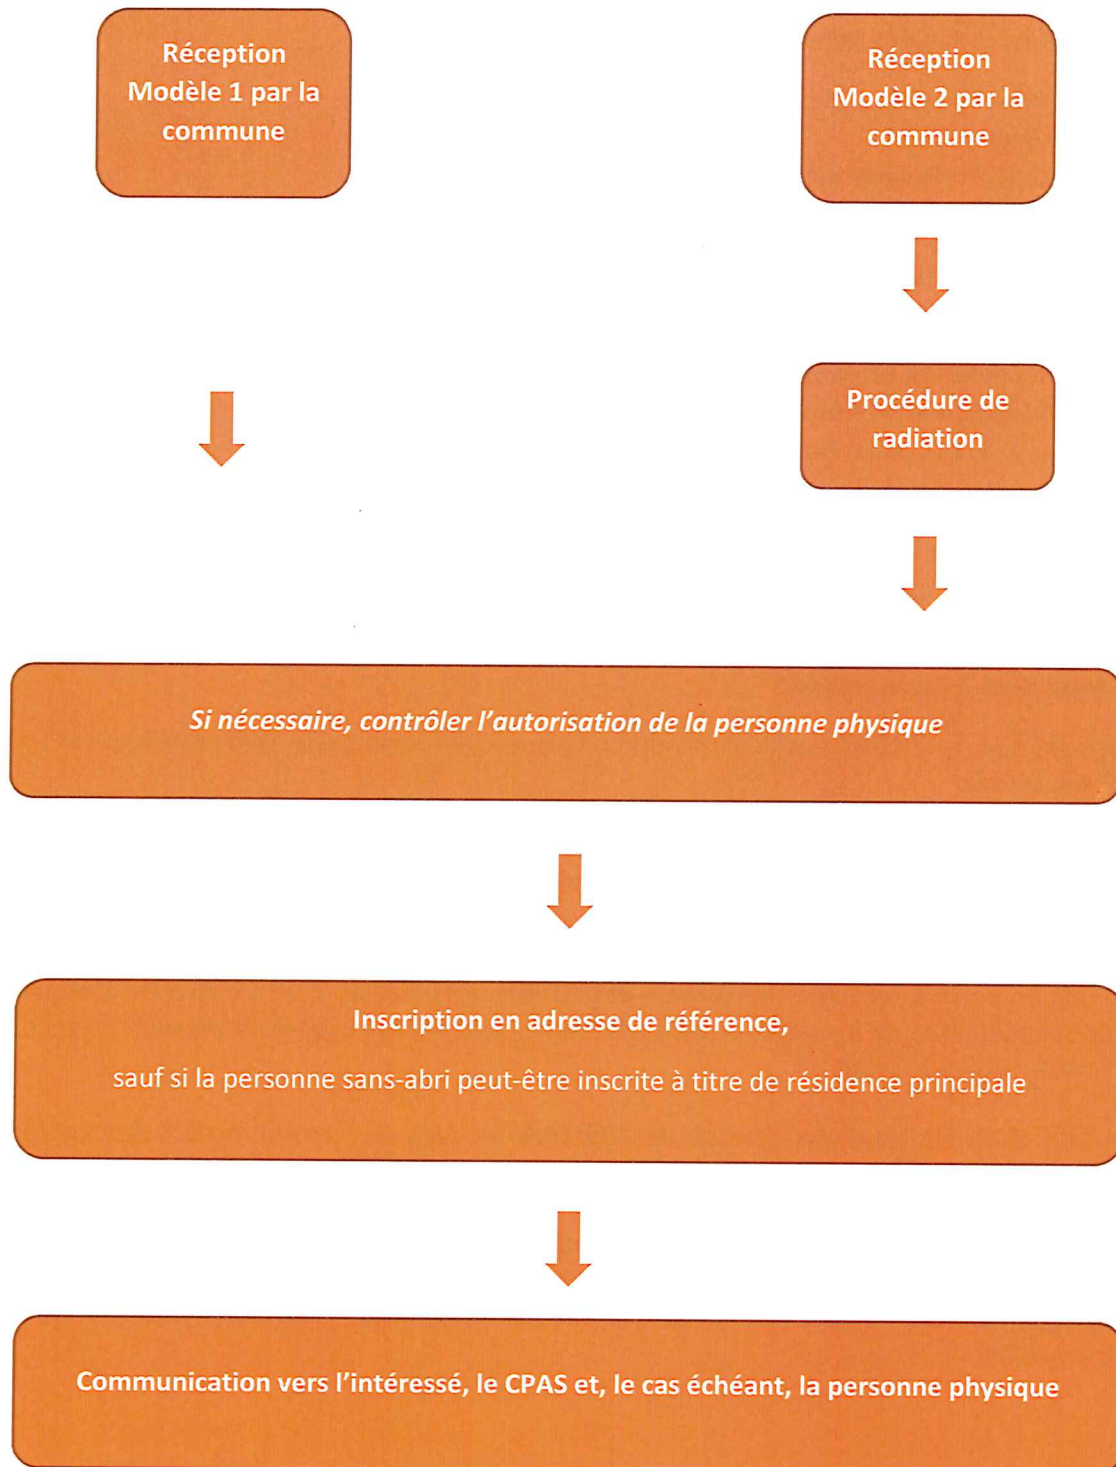 Réception
Modèle 1 par la
commune
Réception
Modèle 2 par la
commune
Procédure de
radiation
Si nécessaire, contrôler l’autorisation de la personne physique
Inscription en adresse de référence,
sauf si la personne sans-abri peut-être inscrite à titre de résidence principale
Communication vers l’intéressé, le CPAS et, le cas échéant, la personne physique